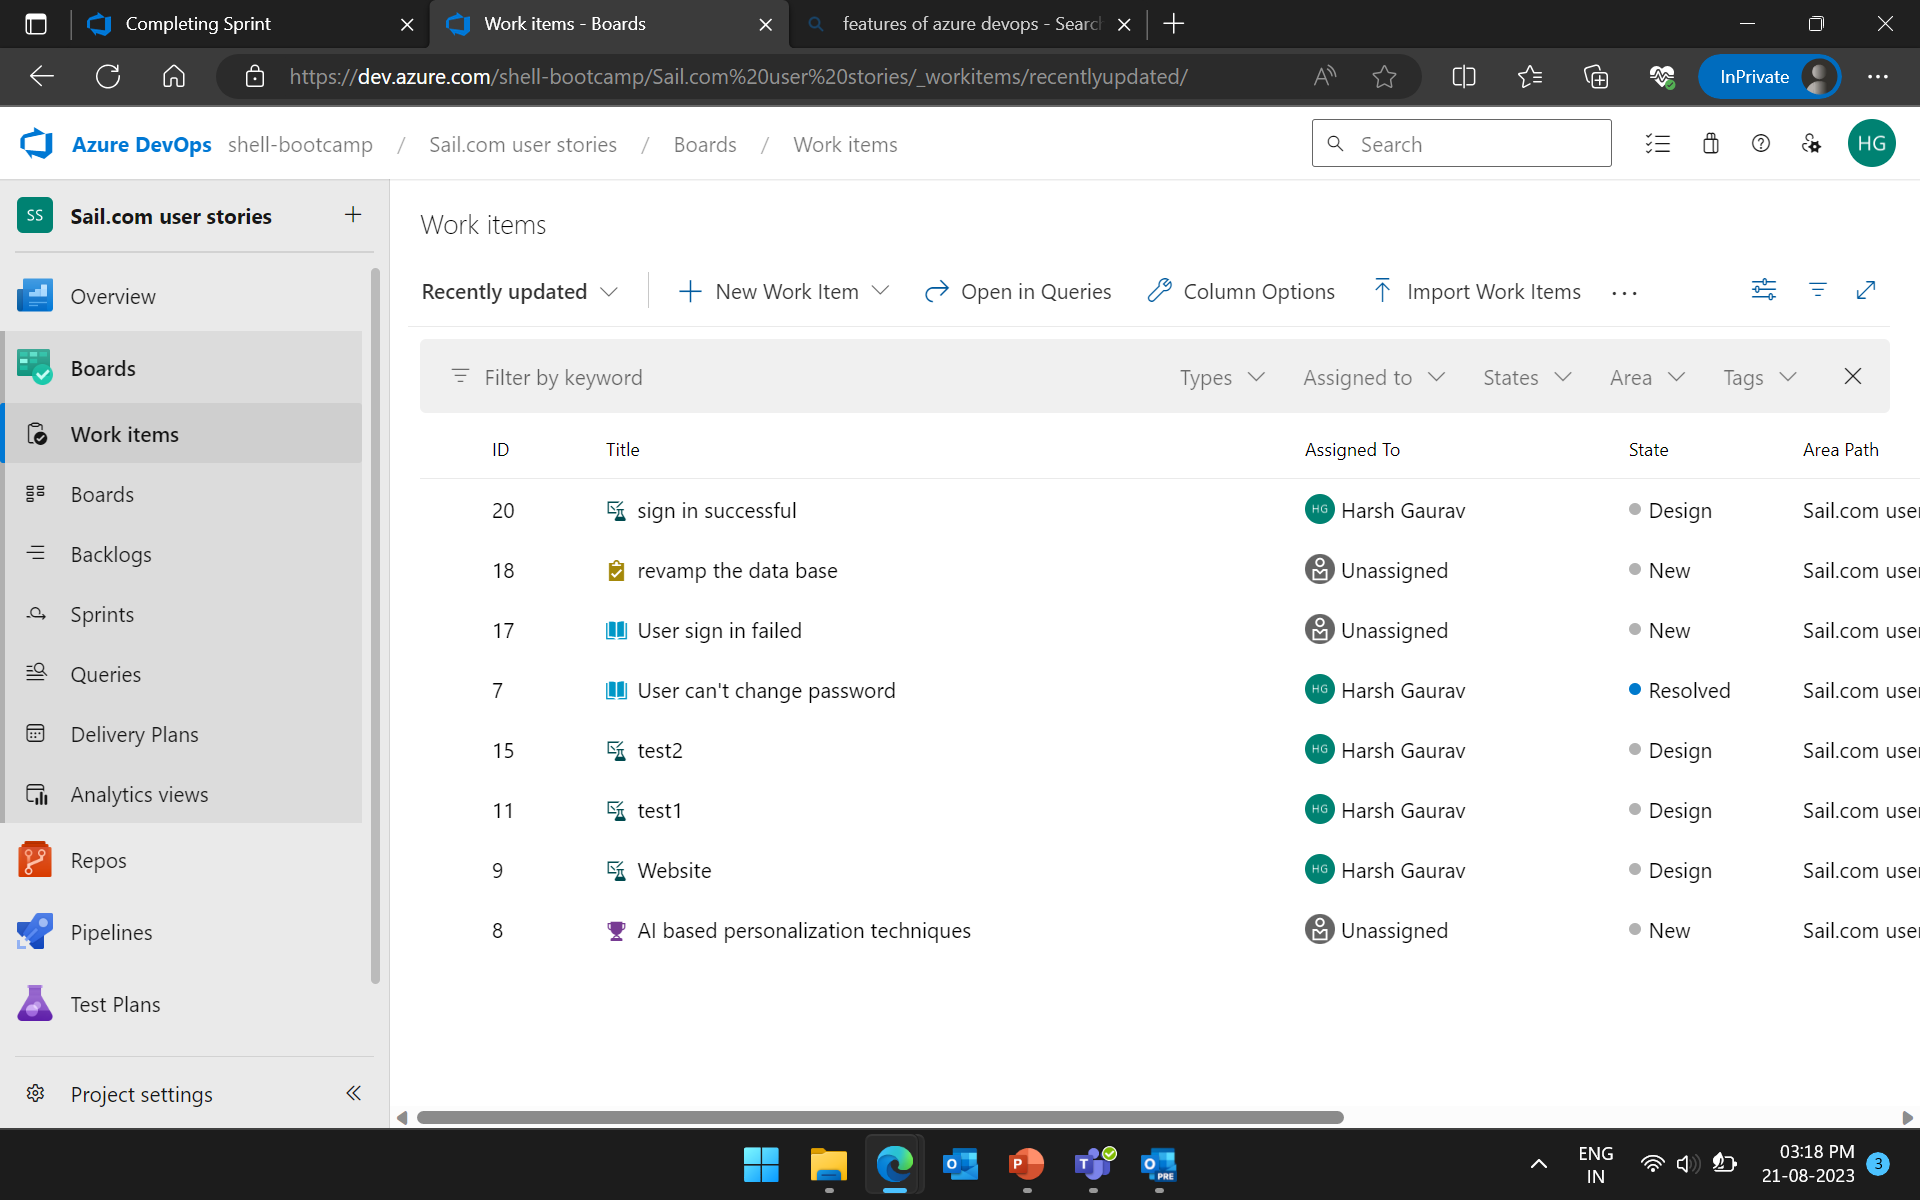 Completing Sprint
Work items - Boards
features of azure devops - Searc
https://dev.azure.com/shell-bootcamp/Sail.com%20user%20stories/_workitems/recentlyupdated/
InPrivate
Azure DevOps shell-bootcamp / Sail.com user stories / Boards / Work items
Search
HG
SS Sail.com user stories
Overview
Boards
Work items
Boards
Backlogs
Sprints
Queries
Delivery Plans
Analytics views
Repos
Pipelines
Test Plans
Project settings
Work items
Recently updated New Work Item Open in Queries Column Options Import Work Items
Filter by keyword Types Assigned to States Area Tags
ID Title Assigned To State Area Path
20 sign in successful HG Harsh Gaurav Design Sail.com user
18 revamp the data base Unassigned New Sail.com user
17 User sign in failed Unassigned New Sail.com user
7 User can't change password HG Harsh Gaurav Resolved Sail.com user
15 test2 HG Harsh Gaurav Design Sail.com user
11 test1 HG Harsh Gaurav Design Sail.com user
9 Website HG Harsh Gaurav Design Sail.com user
8 AI based personalization techniques Unassigned New Sail.com user
ENG
IN
03:18 PM
21-08-2023
3